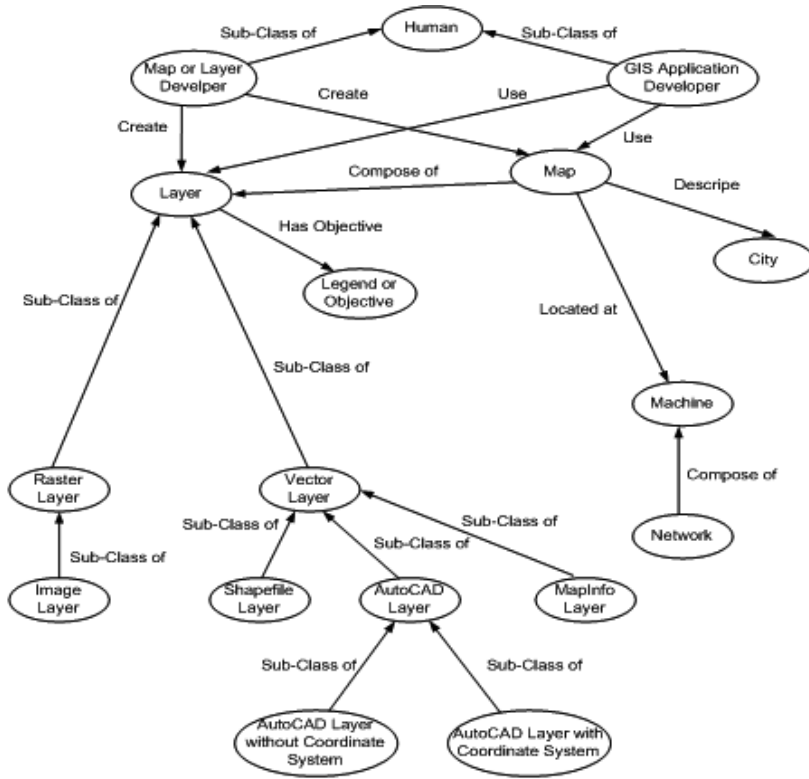 Human
Sub-Class of
Sub-Class of
Map or Layer
Develper
GIS Application
Developer
Create
Use
Create
Use
Layer
Compose of
Map
Descripe
Has Objective
City
Legend or
Objective
Sub-Class of
Located at
Sub-Class of
Machine
Raster
Layer
Vector
Layer
Compose of
Sub-Class of
Sub-Class of
Sub-Class of
Sub-Class of
Network
Image
Layer
Shapefile
Layer
AutoCAD
Layer
MapInfo
Layer
Sub-Class of
Sub-Class of
AutoCAD Layer
without Coordinate
System
AutoCAD Layer with
Coordinate System